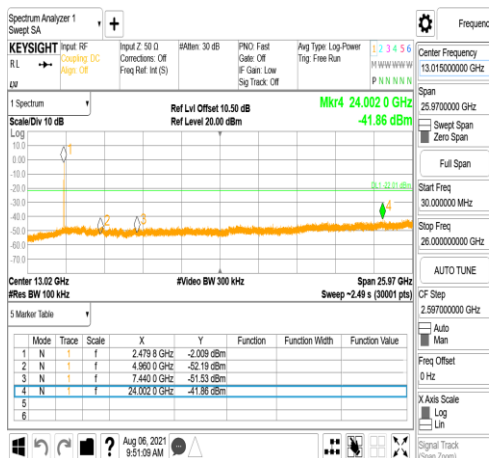 Spectrum Analyzer 1
Swept SA
Frequenc
KEYSIGHT
RL
Input: RF
Coupling: DC
Align: Off
Input Z: 50 Ω
Corrections: Off
Freq Ref: Int (S)
#Atten: 30 dB
PNO: Fast
Gate: Off
IF Gain: Low
Sig Track: Off
Avg Type: Log-Power
Trig: Free Run
1 2 3 4 5 6
M W W W W W
P N N N N N
1 Spectrum
Scale/Div 10 dB
Ref Lvl Offset 10.50 dB
Ref Level 20.00 dBm
Mkr4 24.002 0 GHz
-41.86 dBm
Log
10.0
0.00
-10.0
-20.0
-30.0
-40.0
-50.0
-60.0
-70.0
1
2
3
4
DL1 -22.01 dBm
Center 13.02 GHz
#Res BW 100 kHz
#Video BW 300 kHz
Span 25.97 GHz
Sweep ~2.49 s (30001 pts)
5 Marker Table
Mode Trace Scale X Y Function Function Width Function Value
1 N 1 f 2.479 8 GHz -2.009 dBm
2 N 1 f 4.960 0 GHz -52.19 dBm
3 N 1 f 7.440 0 GHz -51.53 dBm
4 N 1 f 24.002 0 GHz -41.86 dBm
5
6
Aug 06, 2021
9:51:09 AM
Center Frequency
13.015000000 GHz
Span
25.9700000 GHz
Swept Span
Zero Span
Full Span
Start Freq
30.000000 MHz
Stop Freq
26.000000000 GHz
AUTO TUNE
CF Step
2.597000000 GHz
Auto
Man
Freq Offset
0 Hz
X Axis Scale
Log
Lin
Signal Track
(Span Zoom)